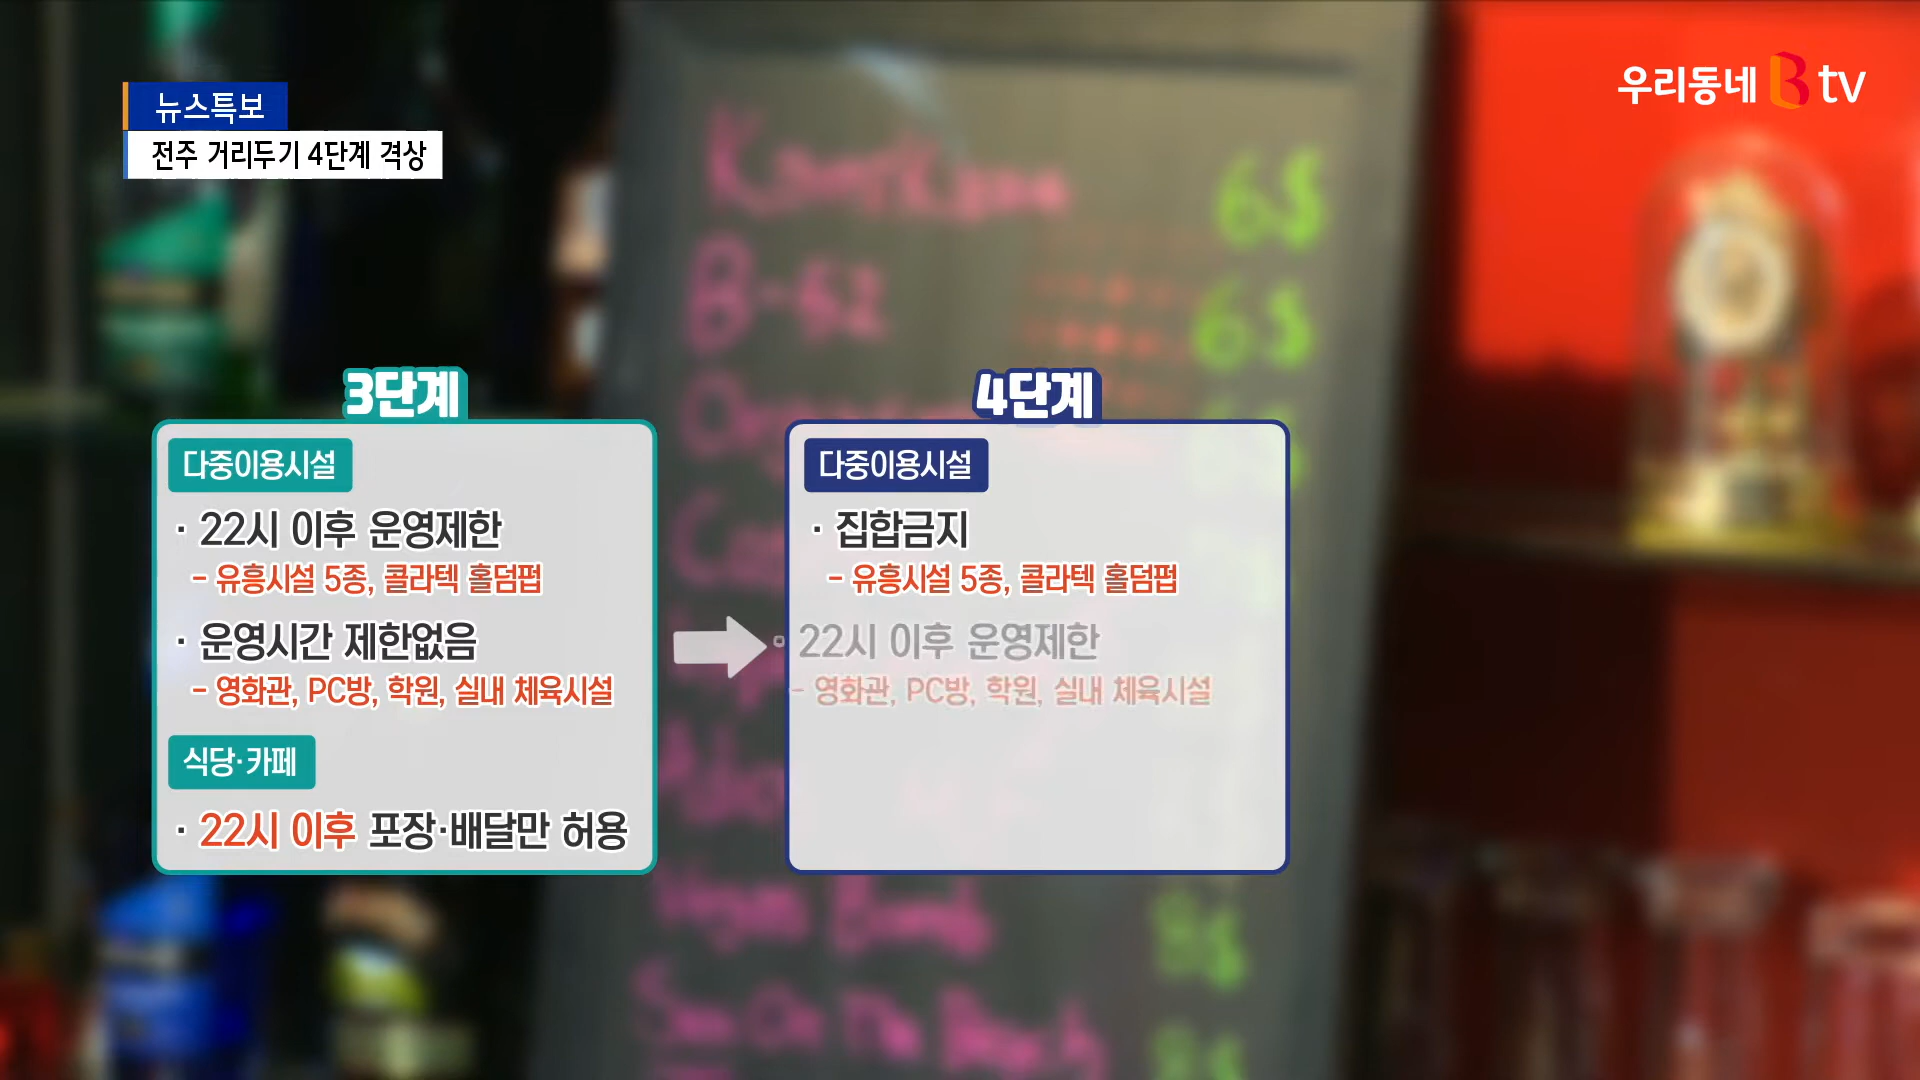 뉴스특보
전주 거리두기 4단계 격상
우리동네 B tv
3단계
다중이용시설
· 22시 이후 운영제한
- 유흥시설 5종, 콜라텍 홀덤펍
· 운영시간 제한없음
- 영화관, PC방, 학원, 실내 체육시설
식당·카페
· 22시 이후 포장·배달만 허용
4단계
다중이용시설
· 집합금지
- 유흥시설 5종, 콜라텍 홀덤펍
· 22시 이후 운영제한
- 영화관, PC방, 학원, 실내 체육시설
6$
B-52 6$
8$